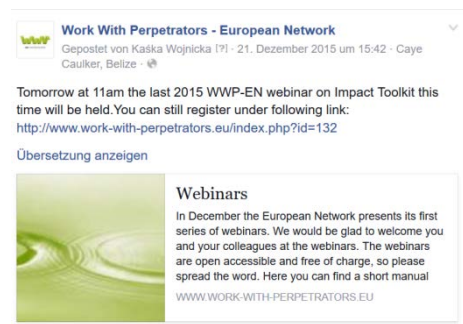 Work With Perpetrators - European Network
Gepostet von Kaśka Wojnicka [?] · 21. Dezember 2015 um 15:42 · Caye
Caulker, Belize ·
Tomorrow at 11am the last 2015 WWP-EN webinar on Impact Toolkit this
time will be held.You can still register under following link:
http://www.work-with-perpetrators.eu/index.php?id=132
Übersetzung anzeigen
Webinars
In December the European Network presents its first
series of webinars. We would be glad to welcome you
and your colleagues at the webinars. The webinars
are open accessible and free of charge, so please
spread the word. Here you can find a short manual
WWW.WORK-WITH-PERPETRATORS.EU